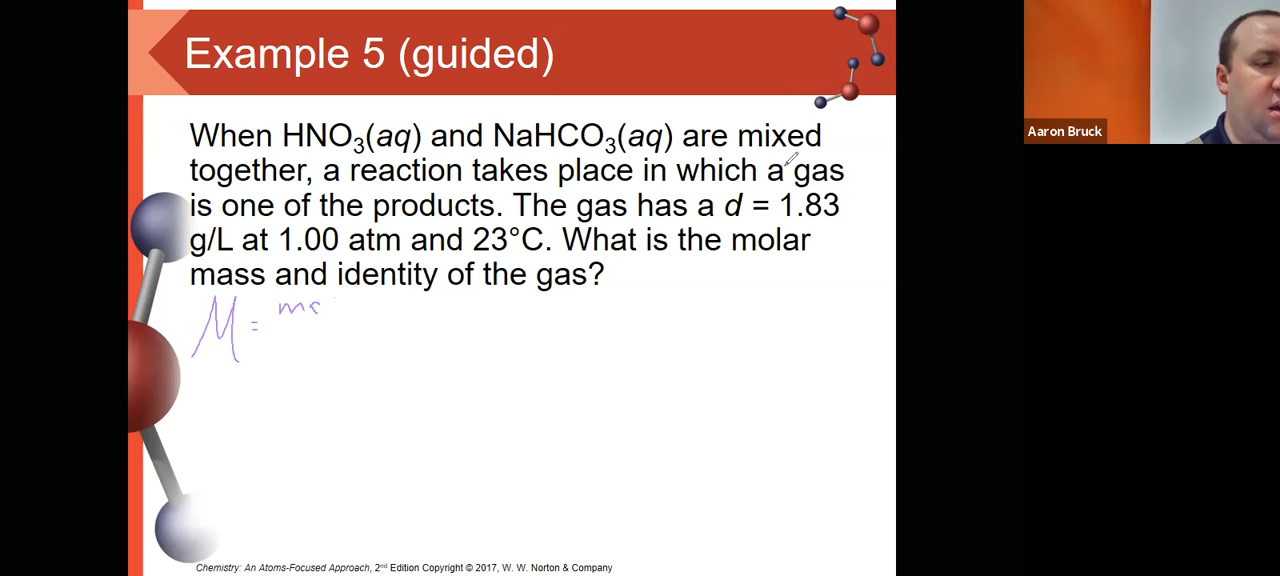 Example 5 (guided)
When HNO₃(aq) and NaHCO₃(aq) are mixed
together, a reaction takes place in which a gas
is one of the products. The gas has a d = 1.83
g/L at 1.00 atm and 23°C. What is the molar
mass and identity of the gas?
M = ma
Chemistry: An Atoms-Focused Approach, 2nd Edition Copyright © 2017, W. W. Norton & Company
Aaron Bruck